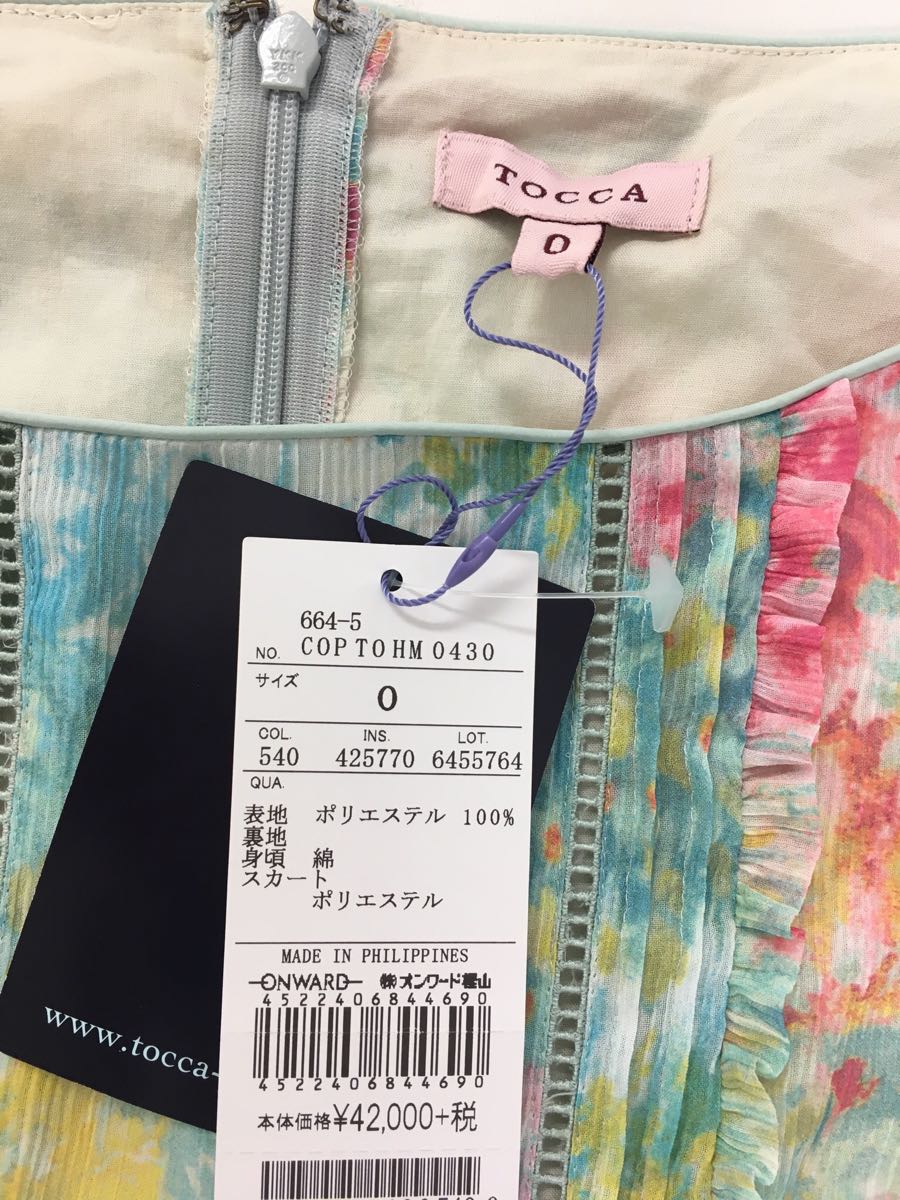 TOCCA
0
664-5
NO. COP TOHM 0430
サイズ
0
COL. INS. LOT.
540 425770 6455764
QUA.
表地 ポリエステル 100%
裏地
身頃 綿
スカート
ポリエステル
MADE IN PHILIPPINES
ONWARD ㈱オンワード樫山
4522406844690
4522406844690
本体価格¥42,000+税
www.tocca-
YKK